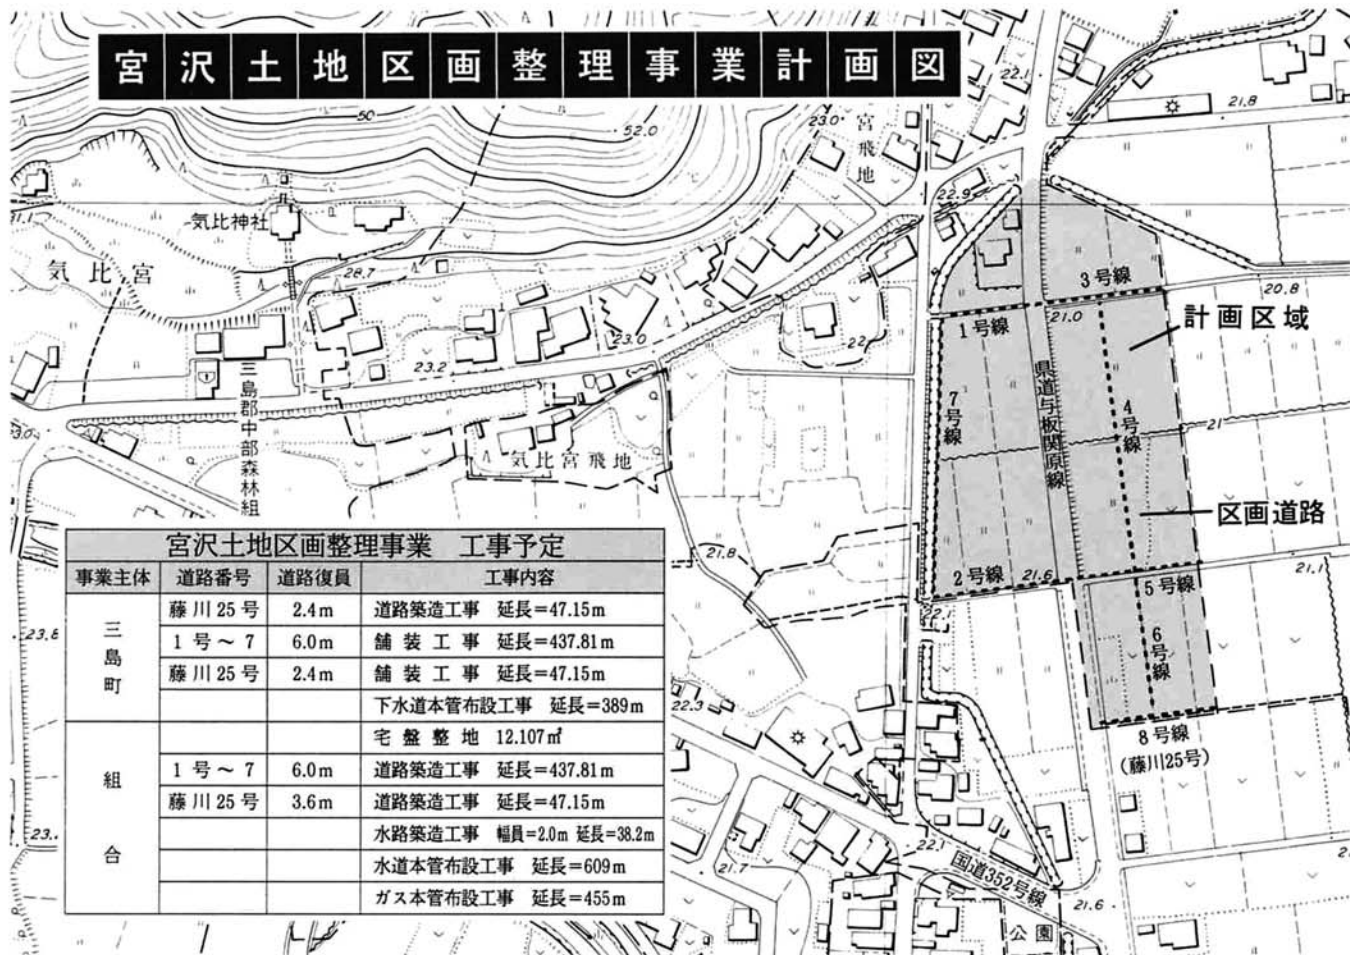 宮沢土地区画整理事業計画図
50
52.0
23.0
宮飛地
22.1
21.8
22.9
気比神社
気比宮
28.7
3号線
20.8
1号線
21.0
計画区域
23.0
22
23.2
三島郡中部森林組
7号線
県道与板関原線
4号線
21
気比宮飛地
区画道路
21.8
2号線
21.6
5号線
21.1
6号線
23.8
22.3
8号線
(藤川25号)
22.1
国道352号線
21.7
21.6
公園
宮沢土地区画整理事業 工事予定
事業主体 道路番号 道路復員 工事内容
三島町
藤川25号 2.4m 道路築造工事 延長=47.15m
1号～7 6.0m 舗装工事 延長=437.81m
藤川25号 2.4m 舗装工事 延長=47.15m
下水道本管布設工事 延長=389m
組合
宅盤整地 12.107㎡
1号～7 6.0m 道路築造工事 延長=437.81m
藤川25号 3.6m 道路築造工事 延長=47.15m
水路築造工事 幅員=2.0m 延長=38.2m
水道本管布設工事 延長=609m
ガス本管布設工事 延長=455m